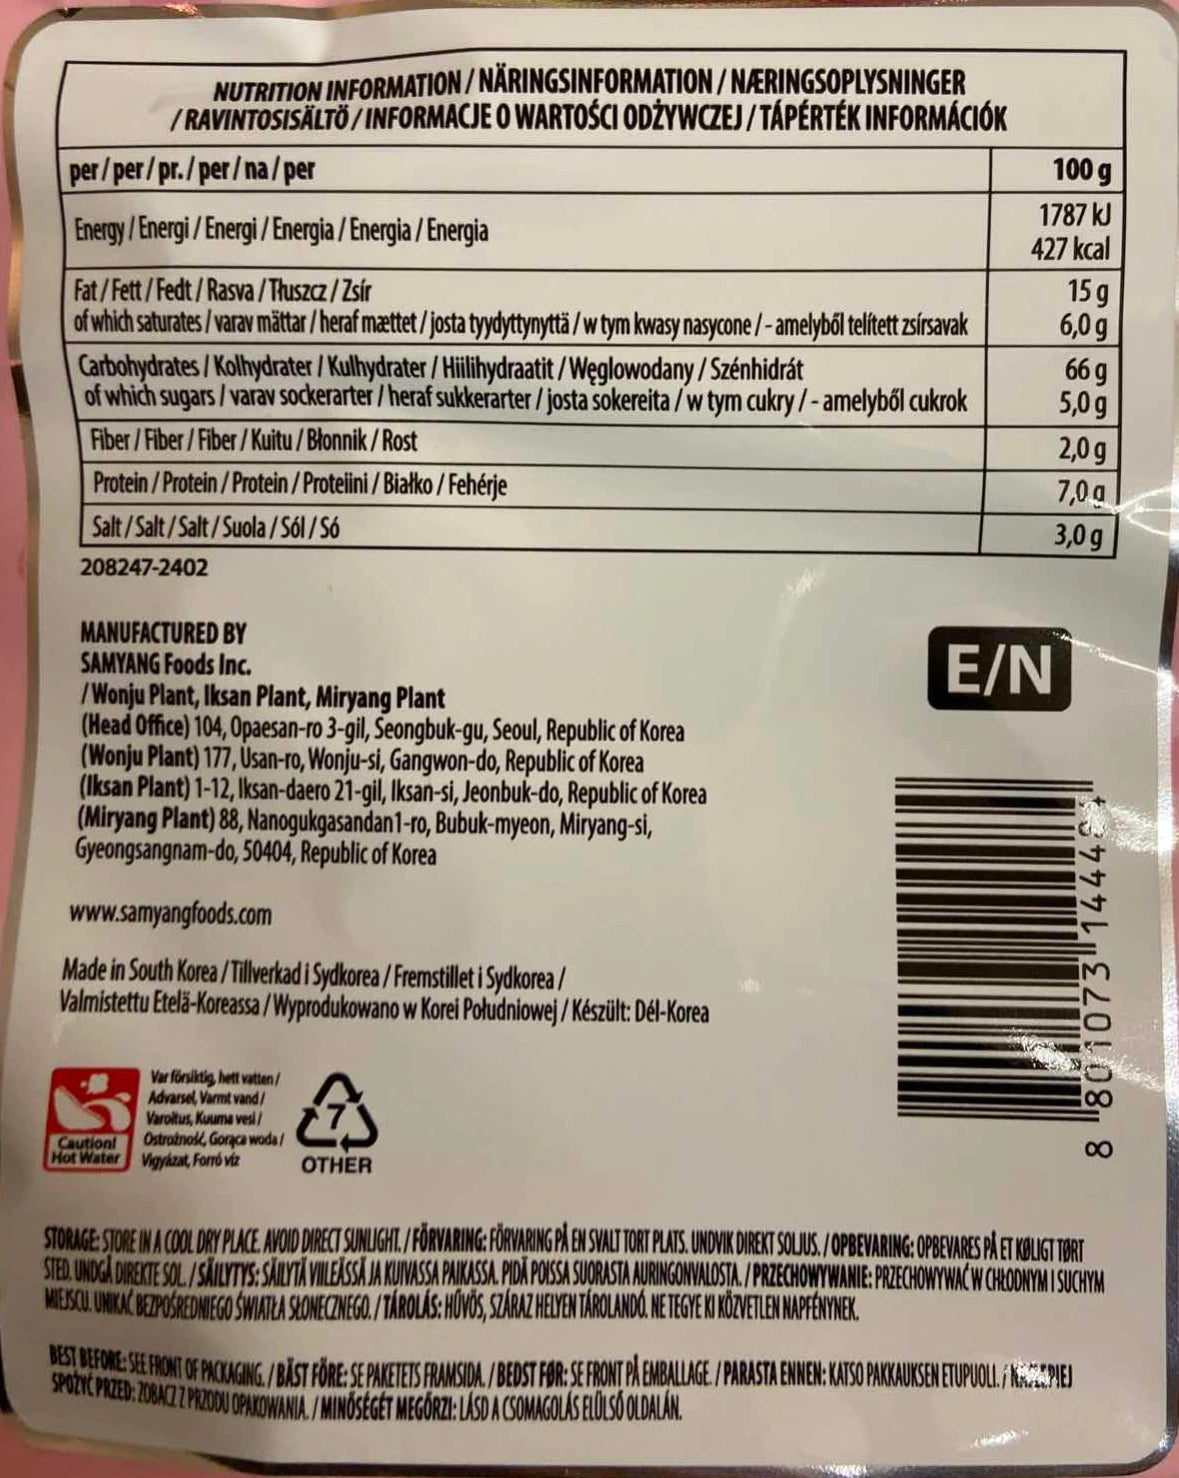 NUTRITION INFORMATION / NÄRINGSINFORMATION / NÆRINGSOPLYSNINGER
/ RAVINTOSISÄLTÖ / INFORMACJE O WARTOŚCI ODŻYWCZEJ / TÁPÉRTÉK INFORMÁCIÓK
per / per / pr. / per / na / per 100 g
Energy / Energi / Energi / Energia / Energia / Energia 1787 kJ
427 kcal
Fat / Fett / Fedt / Rasva / Tłuszcz / Zsír 15 g
of which saturates / varav mättar / heraf mættet / josta tyydyttynyttä / w tym kwasy nasycone / - amelyből telített zsírsavak 6,0 g
Carbohydrates / Kolhydrater / Kulhydrater / Hiilihydraatit / Węglowodany / Szénhidrát 66 g
of which sugars / varav sockerarter / heraf sukkerarter / josta sokereita / w tym cukry / - amelyből cukrok 5,0 g
Fiber / Fiber / Fiber / Kuitu / Błonnik / Rost 2,0 g
Protein / Protein / Protein / Proteiini / Białko / Fehérje 7,0 g
Salt / Salt / Salt / Suola / Sól / Só 3,0 g
208247-2402
MANUFACTURED BY
SAMYANG Foods Inc.
/ Wonju Plant, Iksan Plant, Miryang Plant
(Head Office) 104, Opaesan-ro 3-gil, Seongbuk-gu, Seoul, Republic of Korea
(Wonju Plant) 177, Usan-ro, Wonju-si, Gangwon-do, Republic of Korea
(Iksan Plant) 1-12, Iksan-daero 21-gil, Iksan-si, Jeonbuk-do, Republic of Korea
(Miryang Plant) 88, Nanogukgasandan1-ro, Bubuk-myeon, Miryang-si,
Gyeongsangnam-do, 50404, Republic of Korea
E/N
www.samyangfoods.com
Made in South Korea / Tillverkad i Sydkorea / Fremstillet i Sydkorea /
Valmistettu Etelä-Koreassa / Wyprodukowano w Korei Południowej / Készült: Dél-Korea
Caution!
Hot Water
Var försiktig, hett vatten /
Advarsel, Varmt vand /
Varoitus, Kuuma vesi /
Ostrożność, Gorąca woda /
Vigyázat, Forró víz
7
OTHER
STORAGE: STORE IN A COOL DRY PLACE. AVOID DIRECT SUNLIGHT. / FÖRVARING: FÖRVARING PÅ EN SVALT TORT PLATS. UNDVIK DIREKT SOLJUS. / OPBEVARING: OPBEVARES PÅ ET KØLIGT TØRT
STED. UNDGÅ DIREKTE SOL. / SÄILYTYS: SÄILYTÄ VIILEÄSSÄ JA KUIVASSA PAIKASSA. PIDÄ POISSA SUORASTA AURINGONVALOSTA. / PRZECHOWYWANIE: PRZECHOWYWAĆ W CHŁODNYM I SUCHYM
MIEJSCU. UNIKAĆ BEZPOŚREDNIEGO ŚWIATŁA SŁONECZNEGO. / TÁROLÁS: HŰVÖS, SZÁRAZ HELYEN TÁROLANDÓ. NE TEGYE KI KÖZVETLEN NAPFÉNYNEK.
BEST BEFORE: SEE FRONT OF PACKAGING. / BÄST FÖRE: SE PAKETETS FRAMSIDA. / BEDST FØR: SE FRONT PÅ EMBALLAGE. / PARASTA ENNEN: KATSO PAKKAUKSEN ETUPUOLI. /
SPOŻYĆ PRZED: ZOBACZ Z PRZODU OPAKOWANIA. / MINŐSÉGÉT MEGŐRZI: LÁSD A CSOMAGOLÁS ELÜLSŐ OLDALÁN.